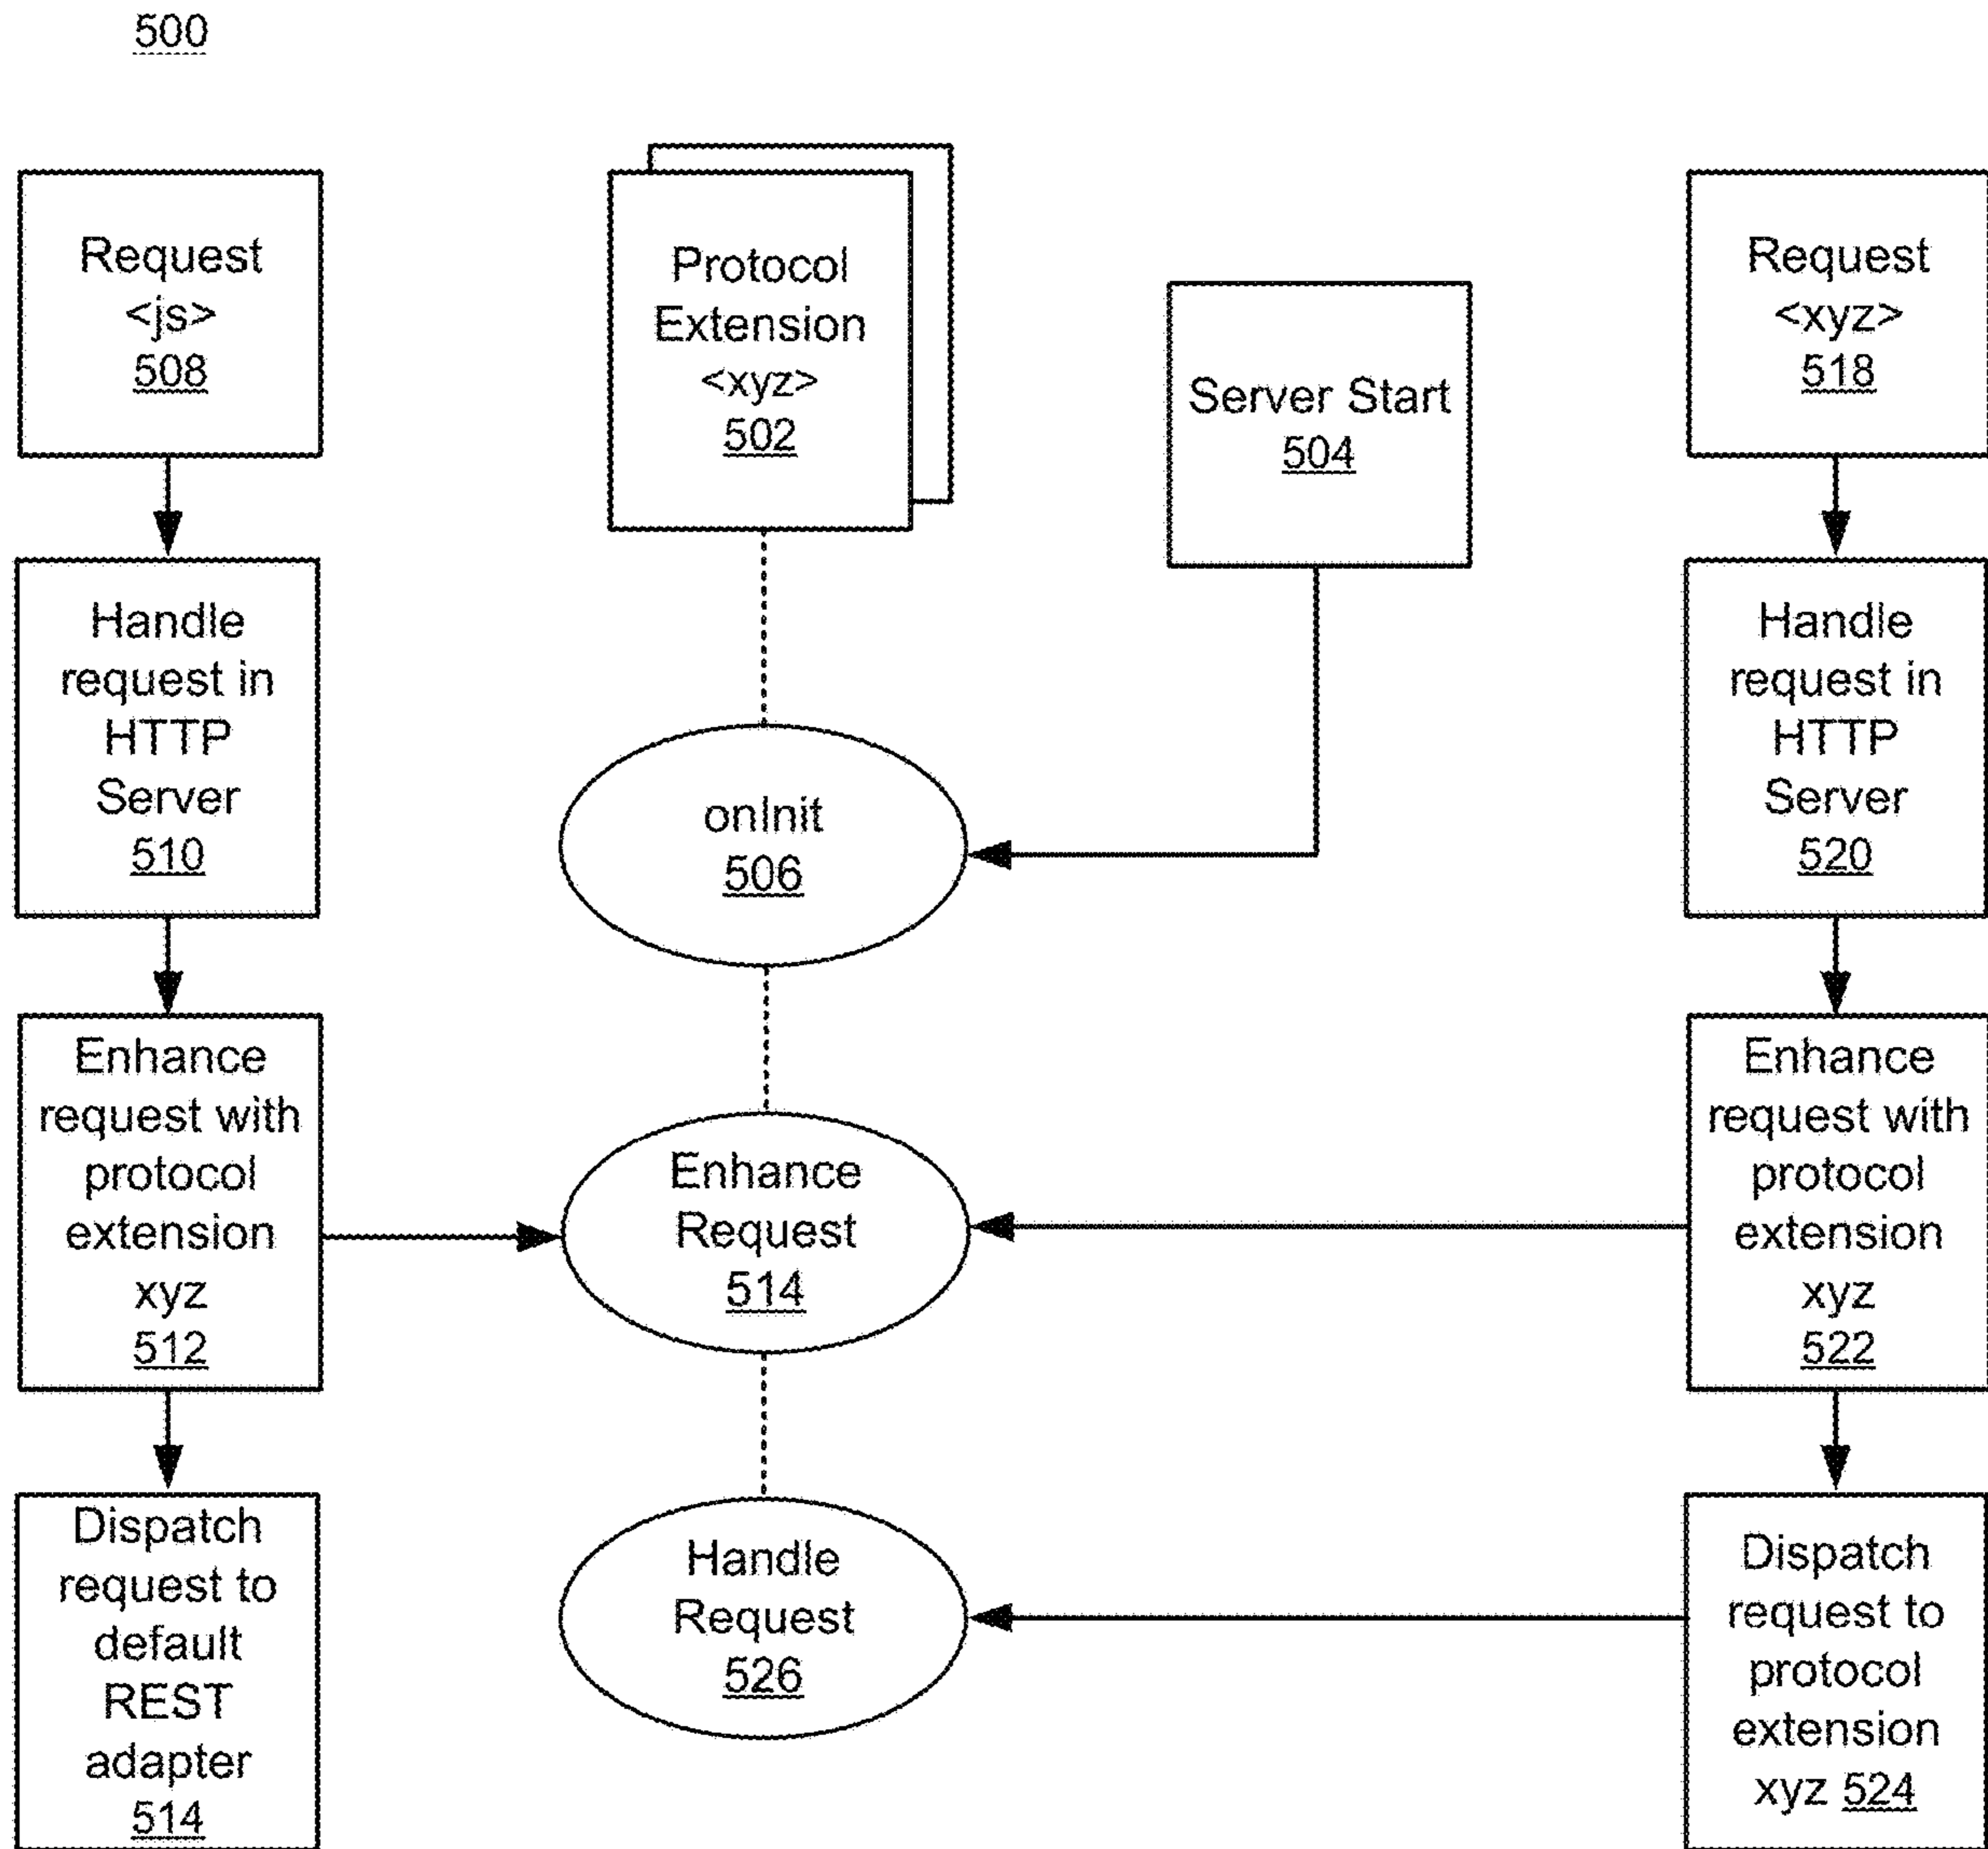 500
Request
<js>
508
Protocol
Extension
<xyz>
502
Server Start
504
Request
<xyz>
518
Handle
request in
HTTP
Server
510
onInit
506
Handle
request in
HTTP
Server
520
Enhance
request with
protocol
extension
xyz
512
Enhance
Request
514
Enhance
request with
protocol
extension
xyz
522
Dispatch
request to
default
REST
adapter
514
Handle
Request
526
Dispatch
request to
protocol
extension
xyz 524